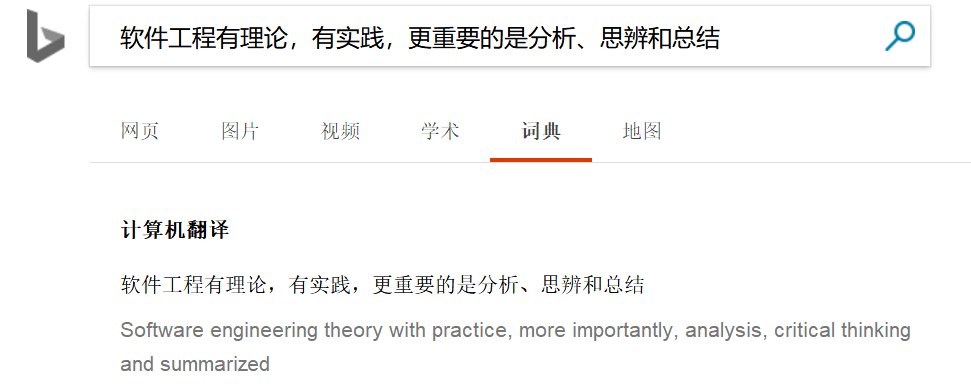 软件工程有理论，有实践，更重要的是分析、思辨和总结
网页 图片 视频 学术 词典 地图
计算机翻译
软件工程有理论，有实践，更重要的是分析、思辨和总结
Software engineering theory with practice, more importantly, analysis, critical thinking
and summarized